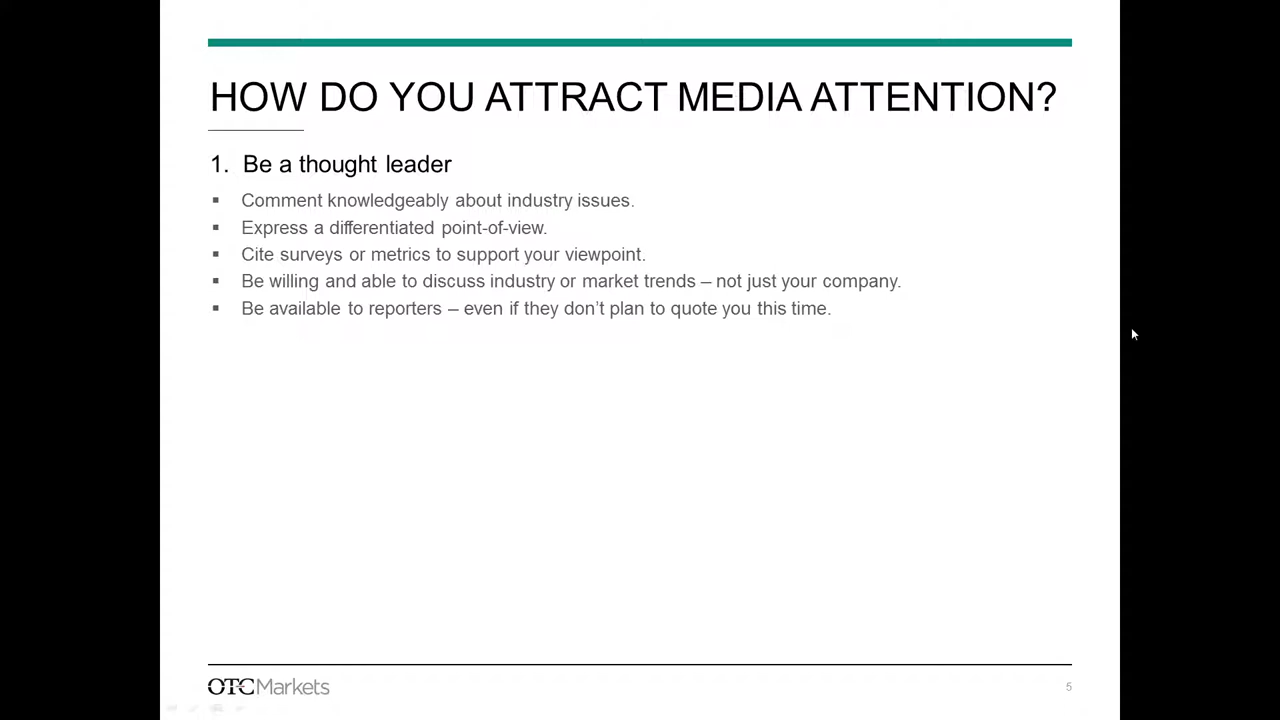 HOW DO YOU ATTRACT MEDIA ATTENTION?
1. Be a thought leader
▪ Comment knowledgeably about industry issues.
▪ Express a differentiated point-of-view.
▪ Cite surveys or metrics to support your viewpoint.
▪ Be willing and able to discuss industry or market trends – not just your company.
▪ Be available to reporters – even if they don’t plan to quote you this time.
OTCMarkets
5